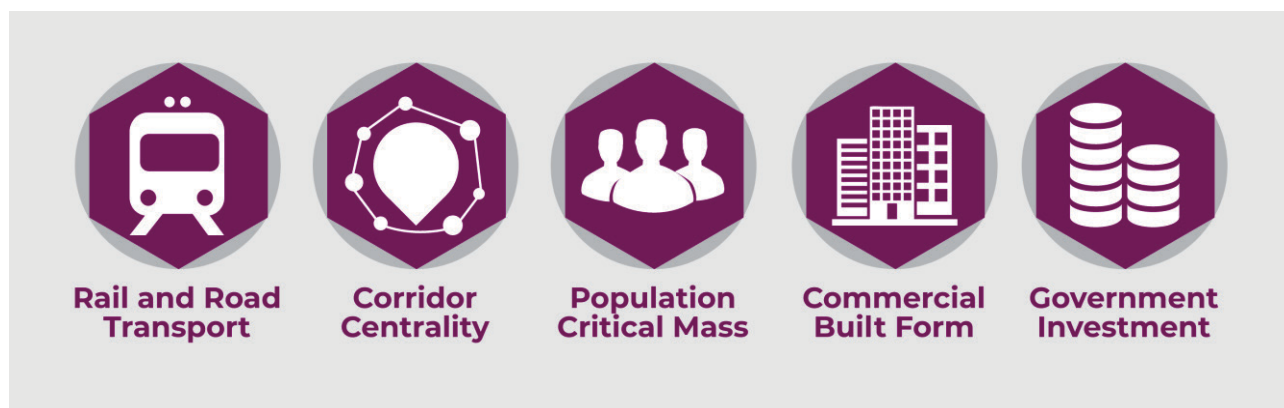 Rail and Road
Transport
Corridor
Centrality
Population
Critical Mass
Commercial
Built Form
Government
Investment